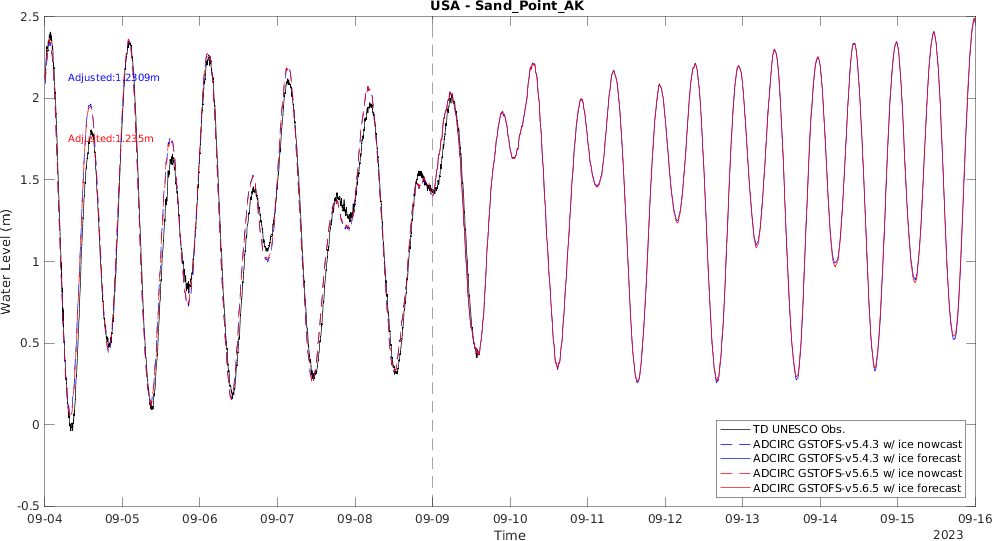 USA - Sand_Point_AK
2.5
2
1.5
1
0.5
0
-0.5
Water Level (m)
Adjusted:1.2309m
Adjusted:1.235m
TD UNESCO Obs.
ADCIRC GSTOFS-v5.4.3 w/ ice nowcast
ADCIRC GSTOFS-v5.4.3 w/ ice forecast
ADCIRC GSTOFS-v5.6.5 w/ ice nowcast
ADCIRC GSTOFS-v5.6.5 w/ ice forecast
09-04 09-05 09-06 09-07 09-08 09-09 09-10 09-11 09-12 09-13 09-14 09-15 09-16
Time
2023